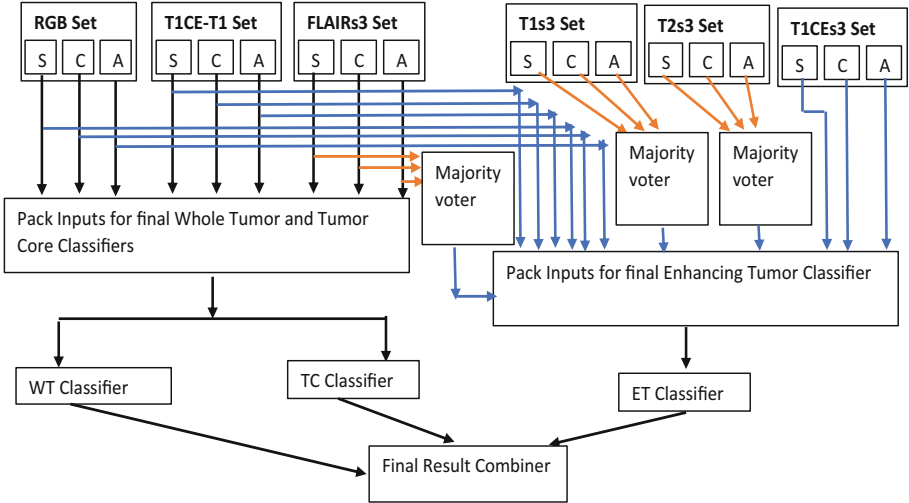 RGB Set
S C A
T1CE-T1 Set
S C A
FLAIRs3 Set
S C A
T1s3 Set
S C A
T2s3 Set
S C A
T1CEs3 Set
S C A
Majority
voter
Majority
voter
Majority
voter
Pack Inputs for final Whole Tumor and Tumor
Core Classifiers
Pack Inputs for final Enhancing Tumor Classifier
WT Classifier
TC Classifier
ET Classifier
Final Result Combiner